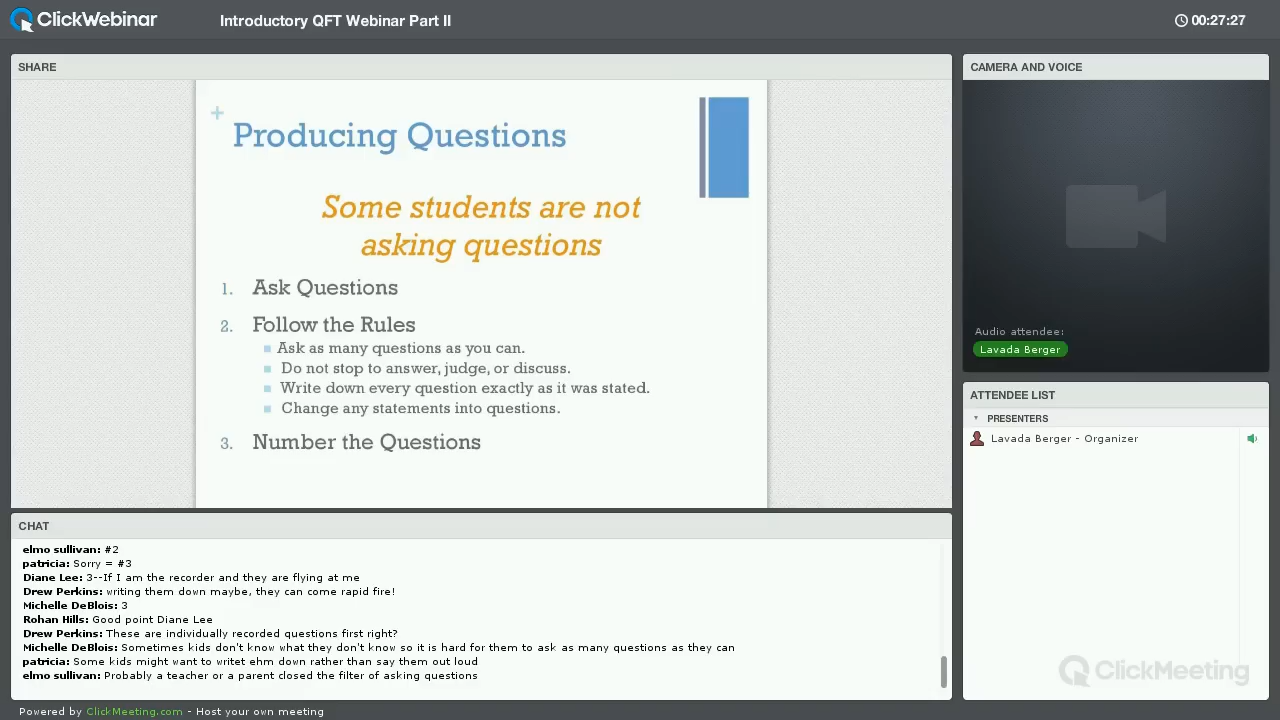 ClickWebinar
Introductory QFT Webinar Part II
00:27:27
SHARE
+
Producing Questions
Some students are not
asking questions
1. Ask Questions
2. Follow the Rules
Ask as many questions as you can.
Do not stop to answer, judge, or discuss.
Write down every question exactly as it was stated.
Change any statements into questions.
3. Number the Questions
CAMERA AND VOICE
Audio attendee:
Lavada Berger
ATTENDEE LIST
PRESENTERS
Lavada Berger - Organizer
CHAT
elmo sullivan: #2
patricia: Sorry = #3
Diane Lee: 3--If I am the recorder and they are flying at me
Drew Perkins: writing them down maybe, they can come rapid fire!
Michelle DeBlois: 3
Rohan Hills: Good point Diane Lee
Drew Perkins: These are individually recorded questions first right?
Michelle DeBlois: Sometimes kids don't know what they don't know so it is hard for them to ask as many questions as they can
patricia: Some kids might want to writet ehm down rather than say them out loud
elmo sullivan: Probably a teacher or a parent closed the filter of asking questions
ClickMeeting
Powered by ClickMeeting.com - Host your own meeting